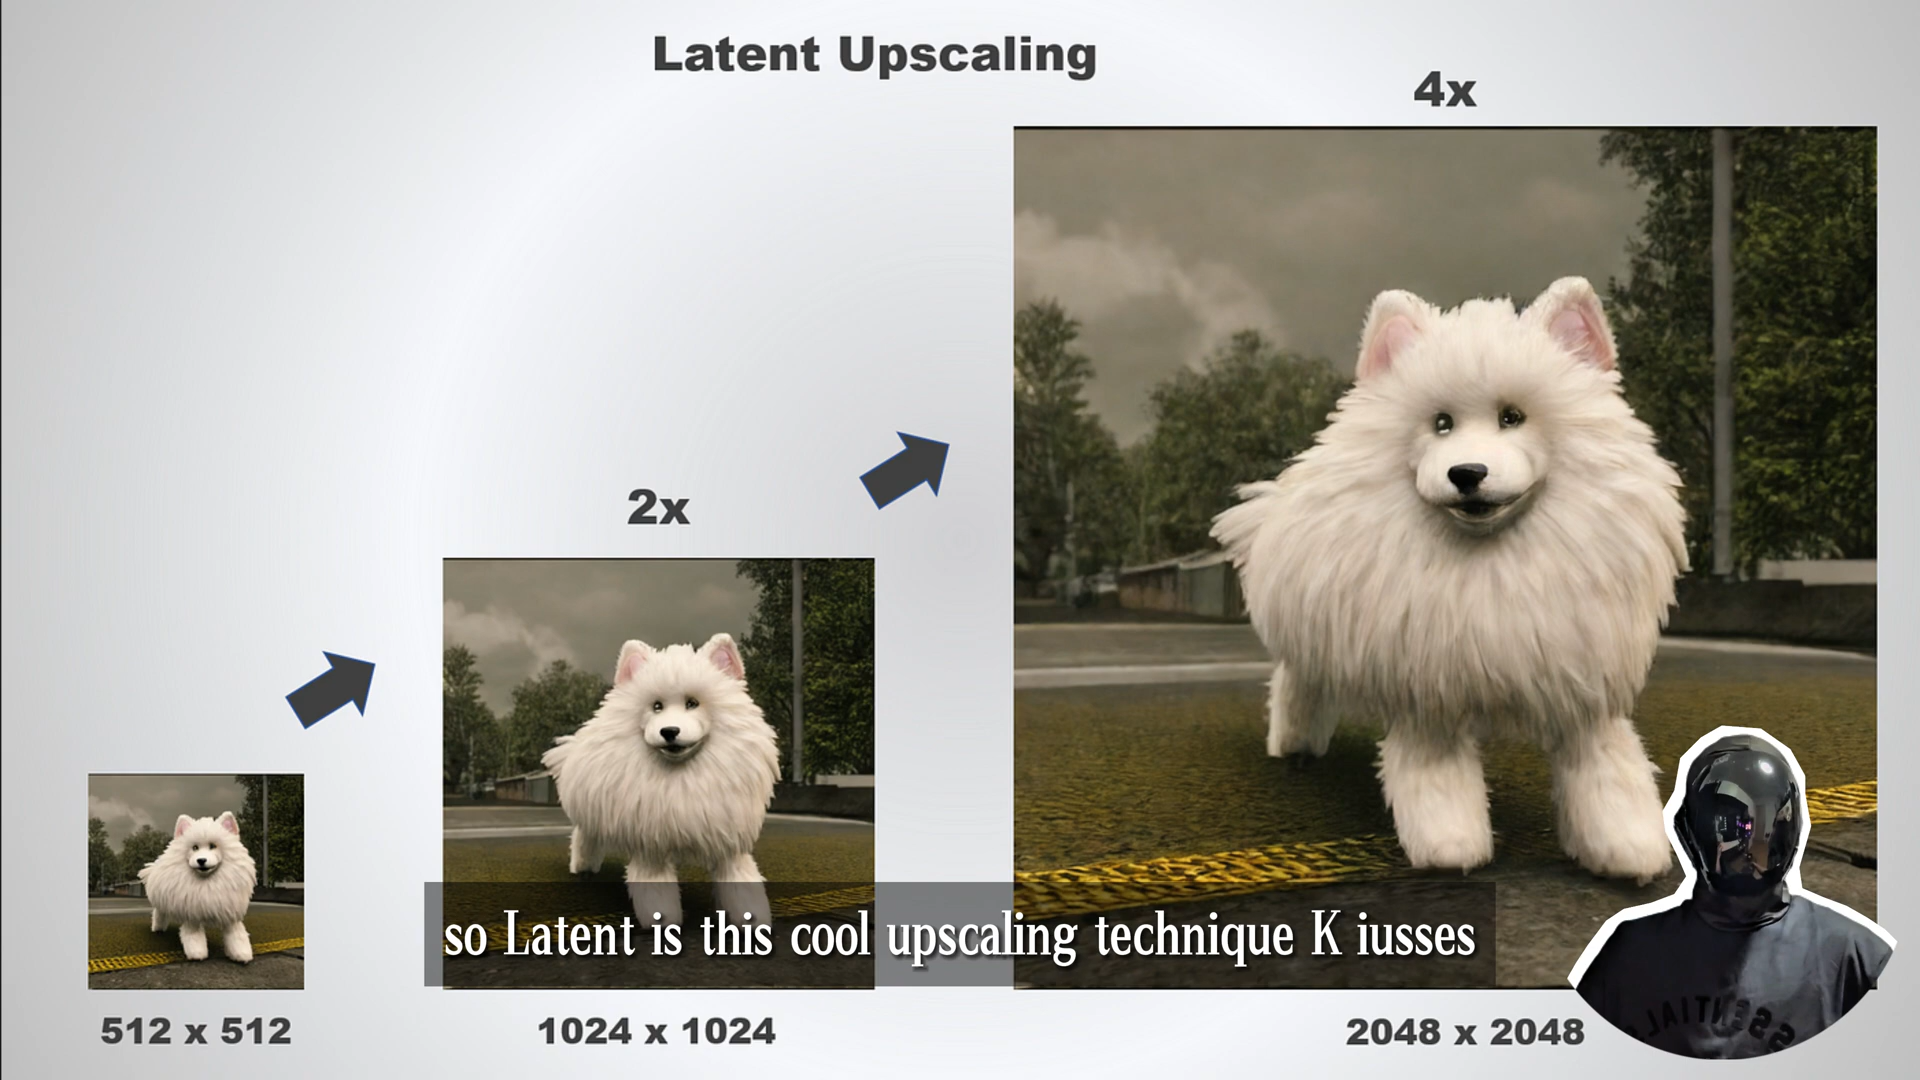 Latent Upscaling
4x
2x
so Latent is this cool upscaling technique K iusses
512 x 512
1024 x 1024
2048 x 2048